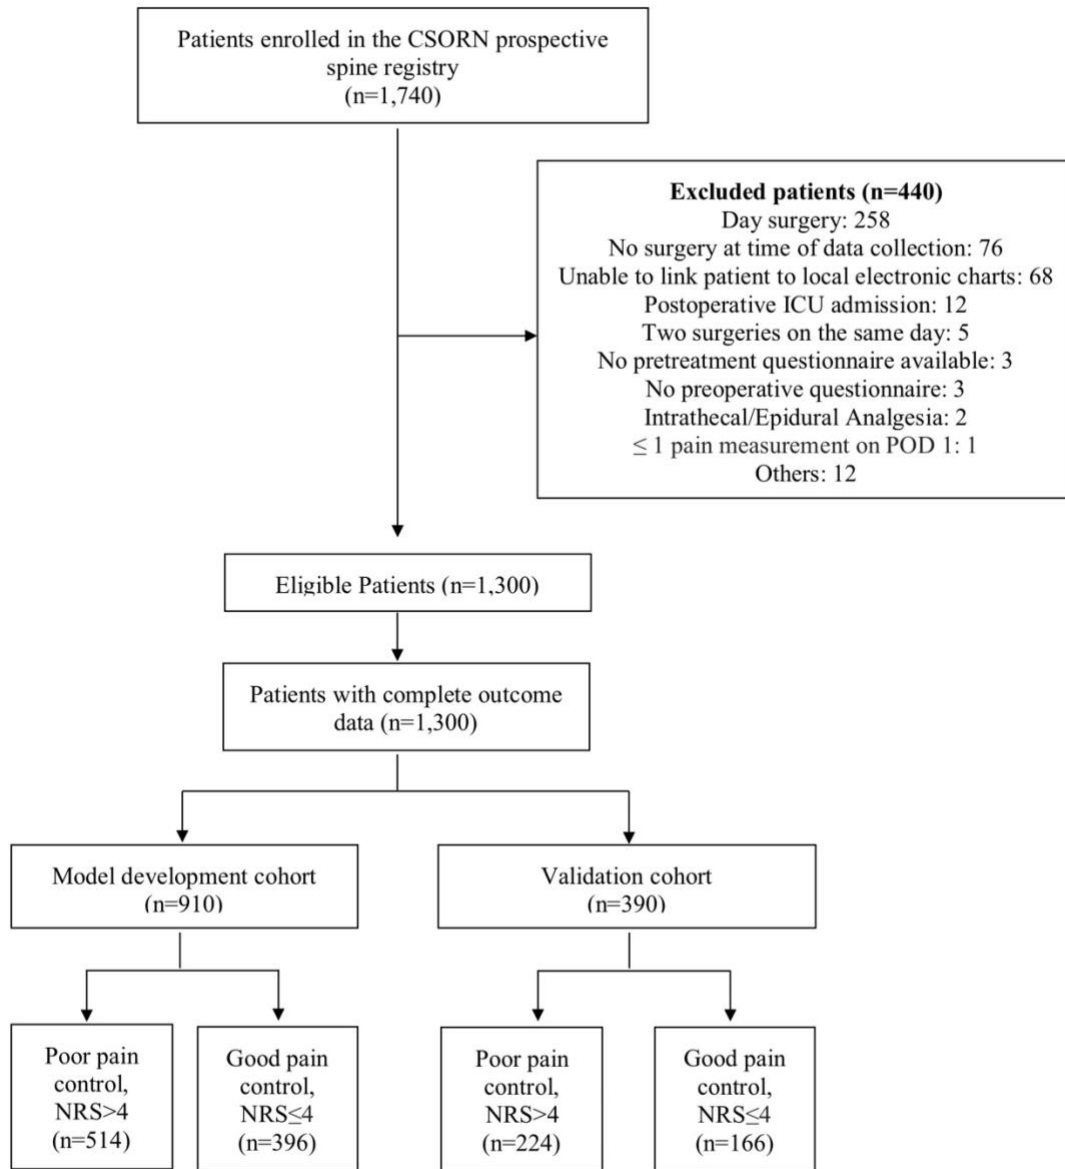 Patients enrolled in the CSORN prospective
spine registry
(n=1,740)
Excluded patients (n=440)
Day surgery: 258
No surgery at time of data collection: 76
Unable to link patient to local electronic charts: 68
Postoperative ICU admission: 12
Two surgeries on the same day: 5
No pretreatment questionnaire available: 3
No preoperative questionnaire: 3
Intrathecal/Epidural Analgesia: 2
≤ 1 pain measurement on POD 1: 1
Others: 12
Eligible Patients (n=1,300)
Patients with complete outcome
data (n=1,300)
Model development cohort
(n=910)
Validation cohort
(n=390)
Poor pain
control,
NRS>4
(n=514)
Good pain
control,
NRS≤4
(n=396)
Poor pain
control,
NRS>4
(n=224)
Good pain
control,
NRS≤4
(n=166)